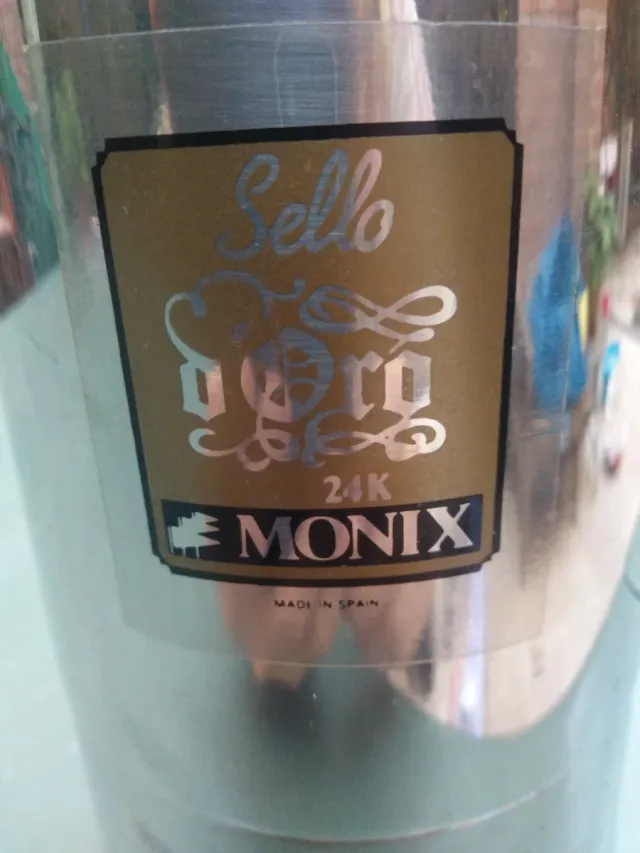 Sello
d'Oro
24K
MONIX
MADE IN SPAIN